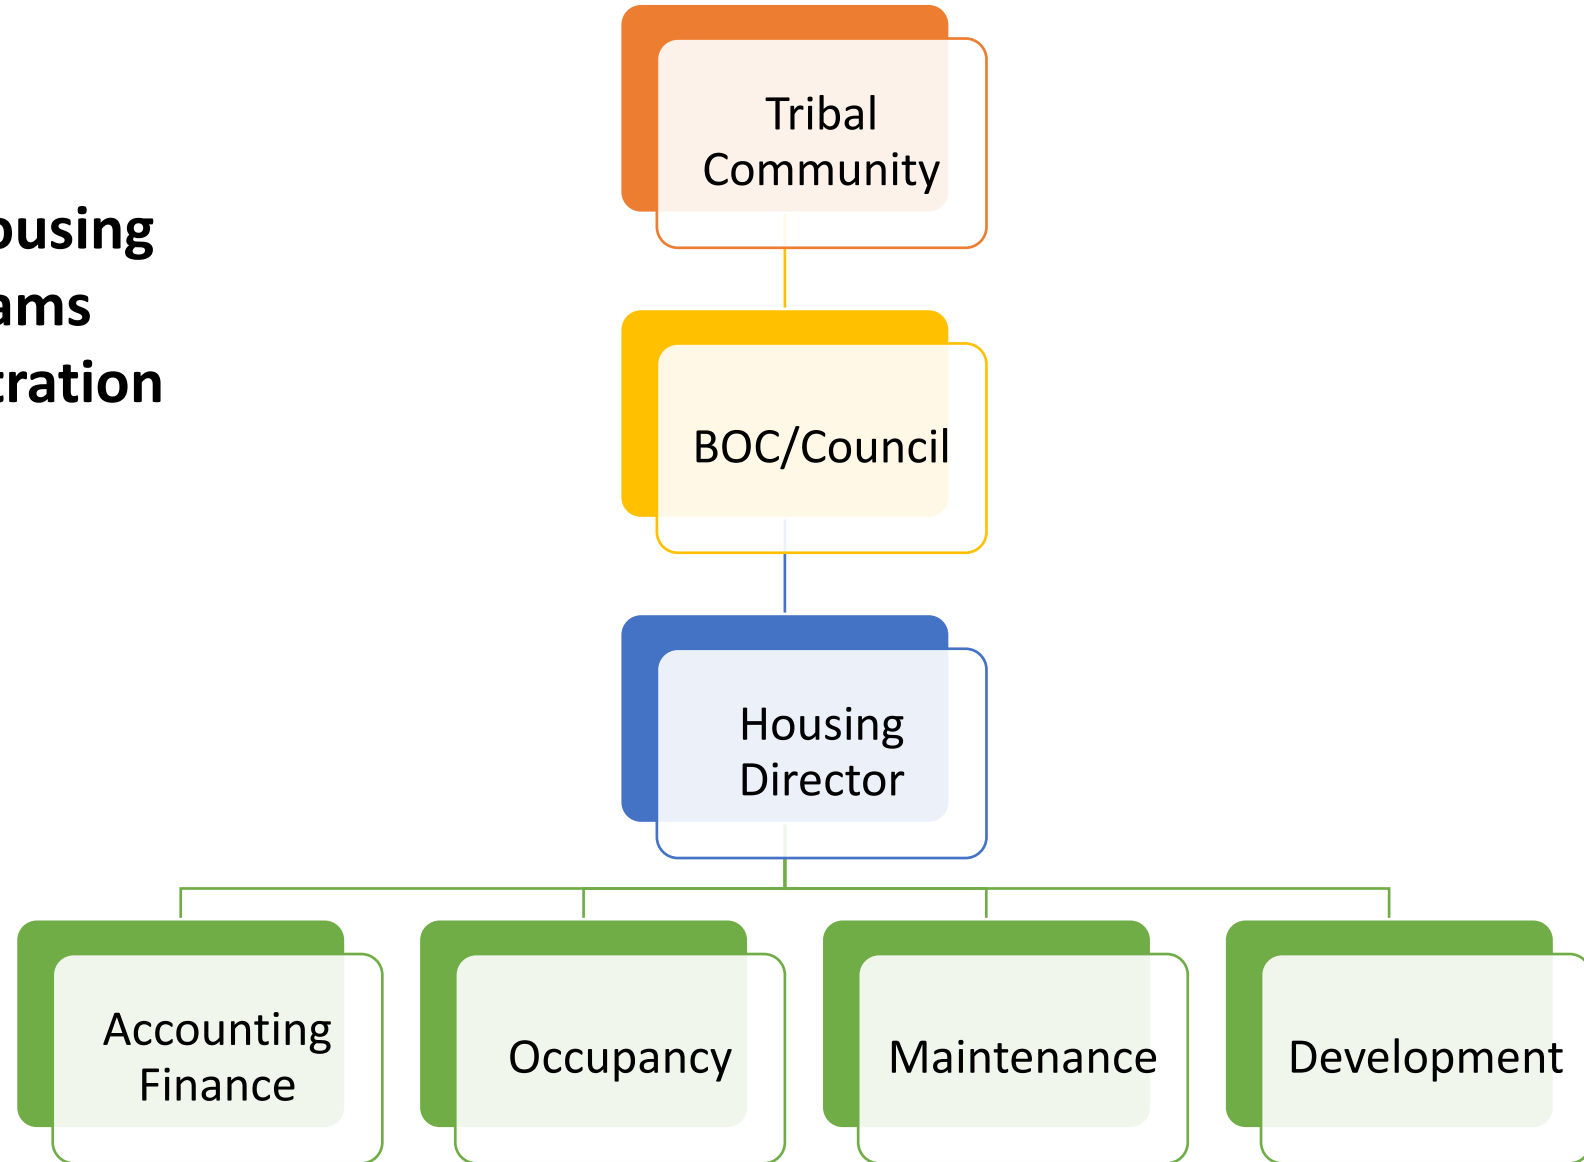 ousing
ams
tration
Tribal
Community
BOC/Council
Housing
Director
Accounting
Finance
Occupancy
Maintenance
Development